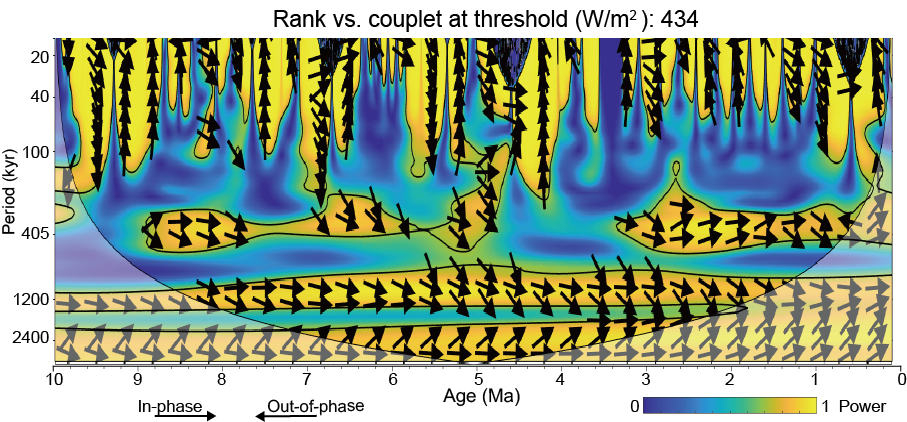 Rank vs. couplet at threshold (W/m²): 434
Period (kyr)
20
40
100
405
1200
2400
10 9 8 7 6 5 4 3 2 1 0
Age (Ma)
In-phase Out-of-phase
0 1 Power